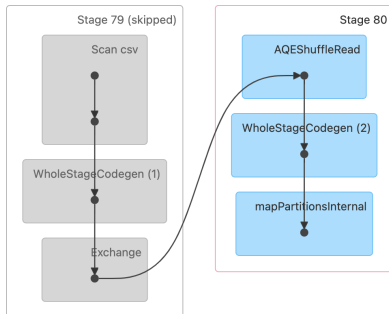 Stage 79 (skipped)
Scan csv
WholeStageCodegen (1)
Exchange
Stage 80
AQEShuffleRead
WholeStageCodegen (2)
mapPartitionsInternal